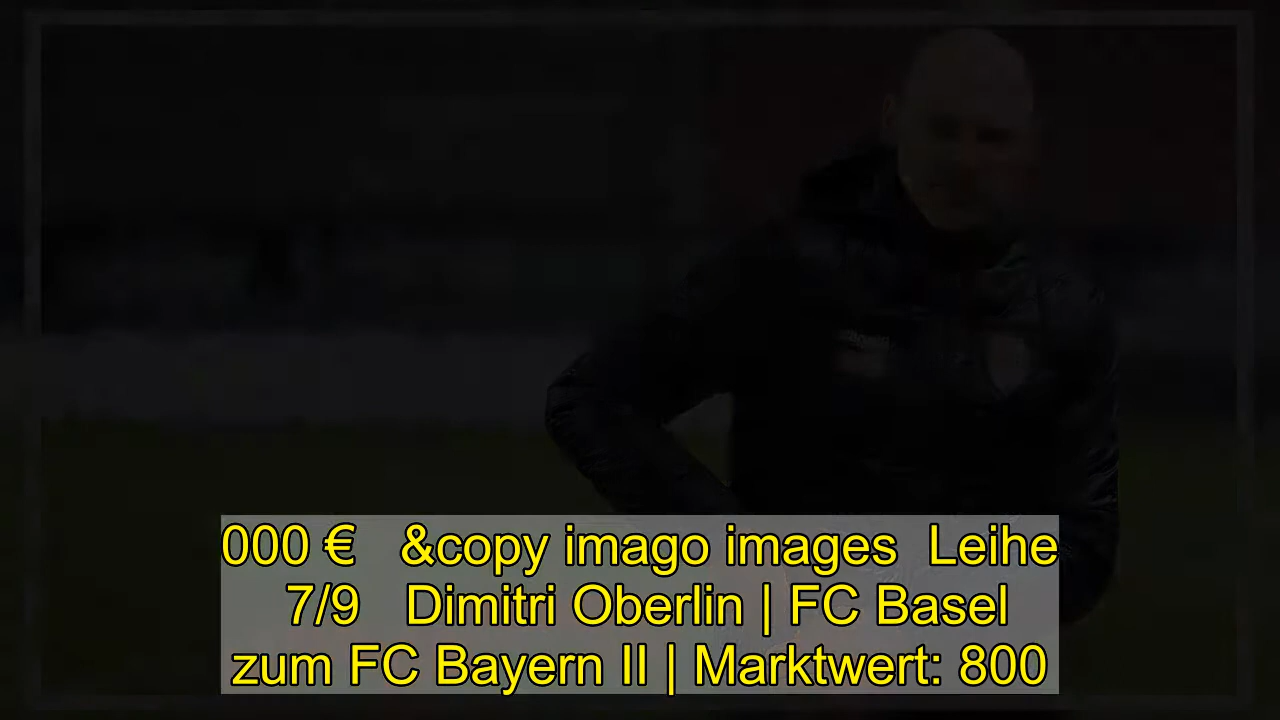 000 € &copy imago images Leihe
7/9 Dimitri Oberlin | FC Basel
zum FC Bayern II | Marktwert: 800